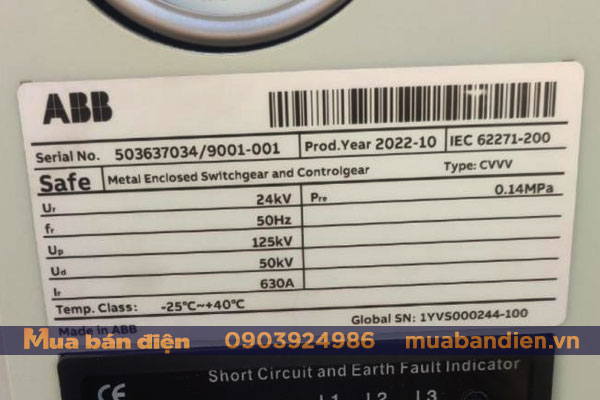 ABB
Serial No. 503637034/9001-001 Prod.Year 2022-10 IEC 62271-200
Safe Metal Enclosed Switchgear and Controlgear Type: CVVV
Ur 24kV Pre 0.14MPa
fr 50Hz
Up 125kV
Ud 50kV
Ir 630A
Temp. Class: -25℃~+40℃
Made in ABB Global SN: 1YVS000244-100
Mua bán điện 0903924986 muabandien.vn
Short Circuit and Earth Fault Indicator
CE L1 L2 L3